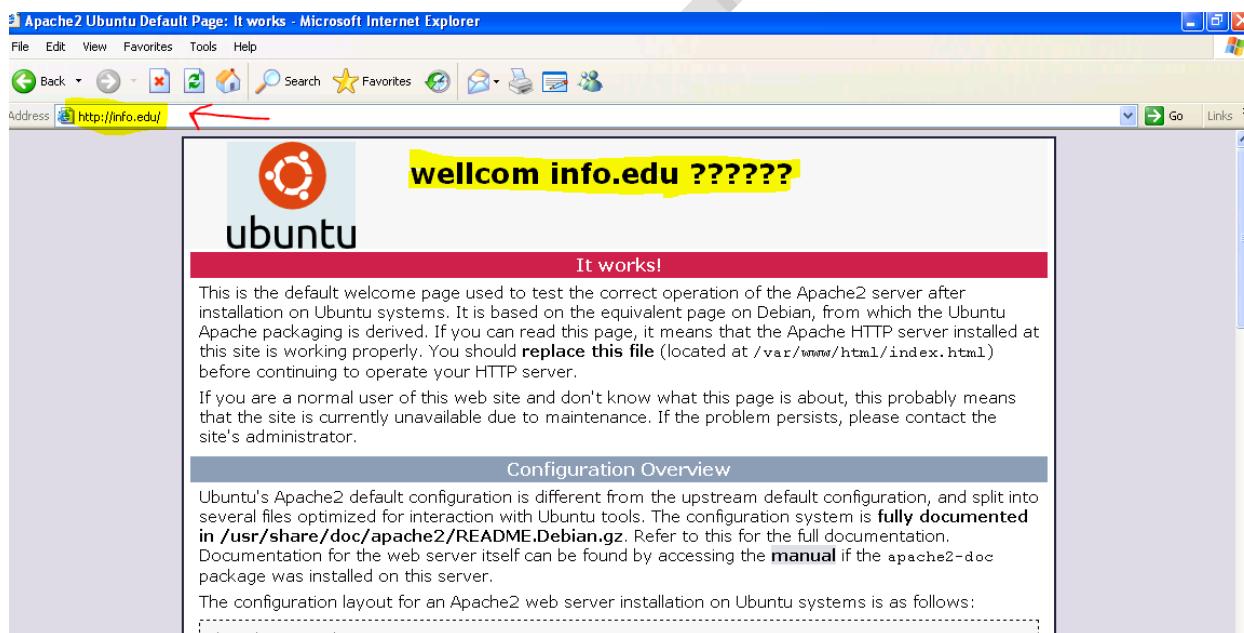 Apache2 Ubuntu Default Page: It works - Microsoft Internet Explorer
File Edit View Favorites Tools Help
Back Search Favorites
Address http://info.edu/ Go Links
wellcom info.edu ??????
ubuntu
It works!
This is the default welcome page used to test the correct operation of the Apache2 server after
installation on Ubuntu systems. It is based on the equivalent page on Debian, from which the Ubuntu
Apache packaging is derived. If you can read this page, it means that the Apache HTTP server installed at
this site is working properly. You should replace this file (located at /var/www/html/index.html)
before continuing to operate your HTTP server.
If you are a normal user of this web site and don't know what this page is about, this probably means
that the site is currently unavailable due to maintenance. If the problem persists, please contact the
site's administrator.
Configuration Overview
Ubuntu's Apache2 default configuration is different from the upstream default configuration, and split into
several files optimized for interaction with Ubuntu tools. The configuration system is fully documented
in /usr/share/doc/apache2/README.Debian.gz. Refer to this for the full documentation.
Documentation for the web server itself can be found by accessing the manual if the apache2-doc
package was installed on this server.
The configuration layout for an Apache2 web server installation on Ubuntu systems is as follows: